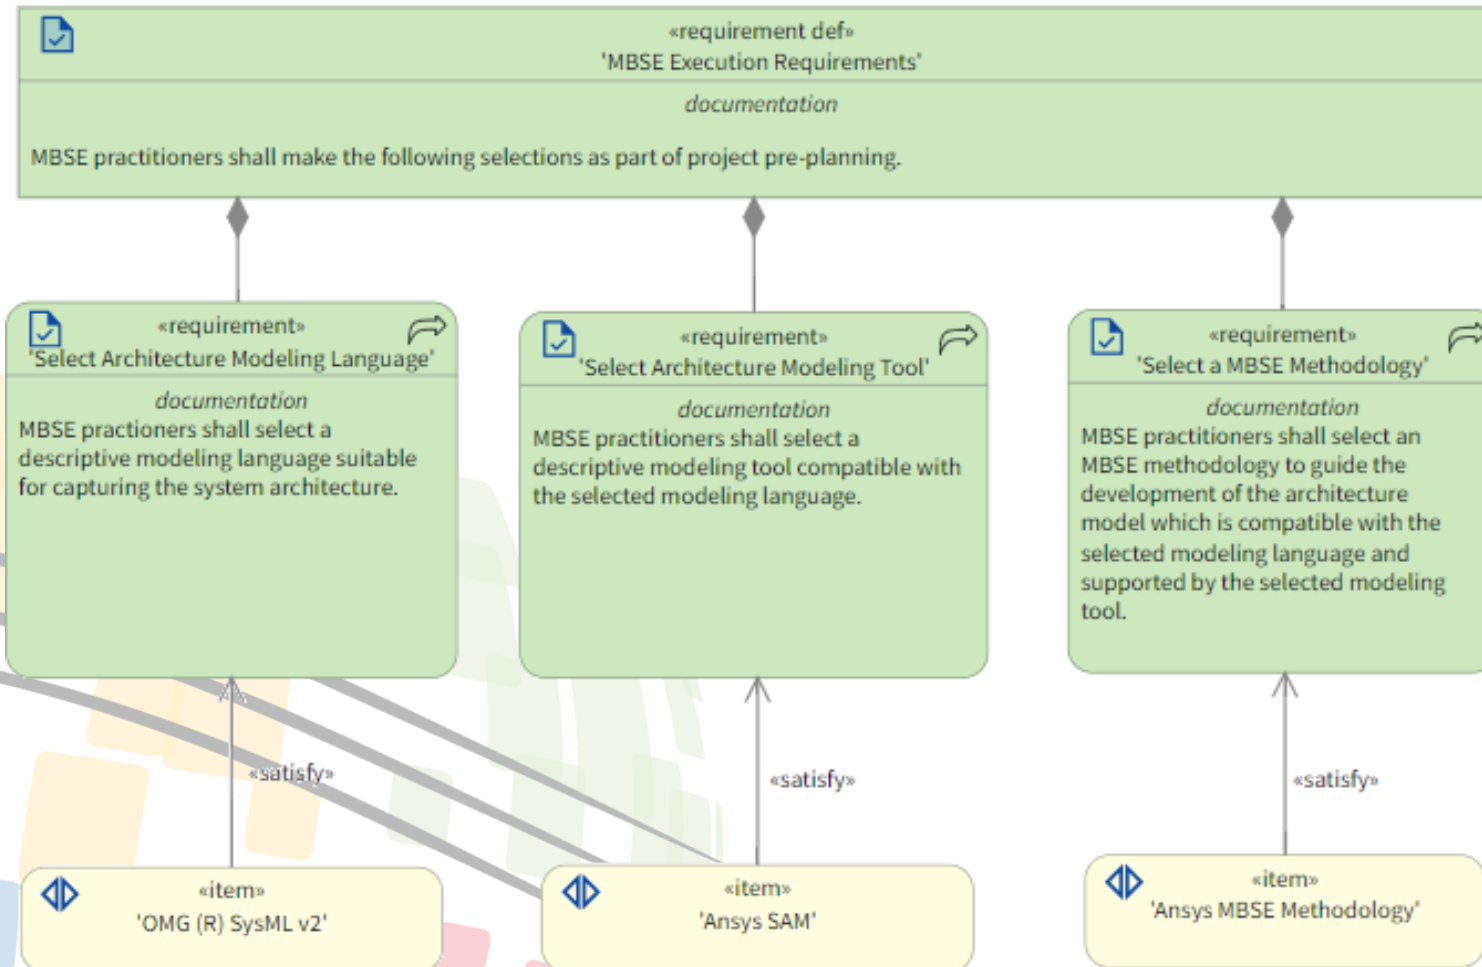 «requirement def»
'MBSE Execution Requirements'
documentation
MBSE practitioners shall make the following selections as part of project pre-planning.
«requirement»
'Select Architecture Modeling Language'
documentation
MBSE practioners shall select a
descriptive modeling language suitable
for capturing the system architecture.
«requirement»
'Select Architecture Modeling Tool'
documentation
MBSE practitioners shall select a
descriptive modeling tool compatible with
the selected modeling language.
«requirement»
'Select a MBSE Methodology'
documentation
MBSE practitioners shall select an
MBSE methodology to guide the
development of the architecture
model which is compatible with the
selected modeling language and
supported by the selected modeling
tool.
«satisfy»
«satisfy»
«satisfy»
«item»
'OMG (R) SysML v2'
«item»
'Ansys SAM'
«item»
'Ansys MBSE Methodology'